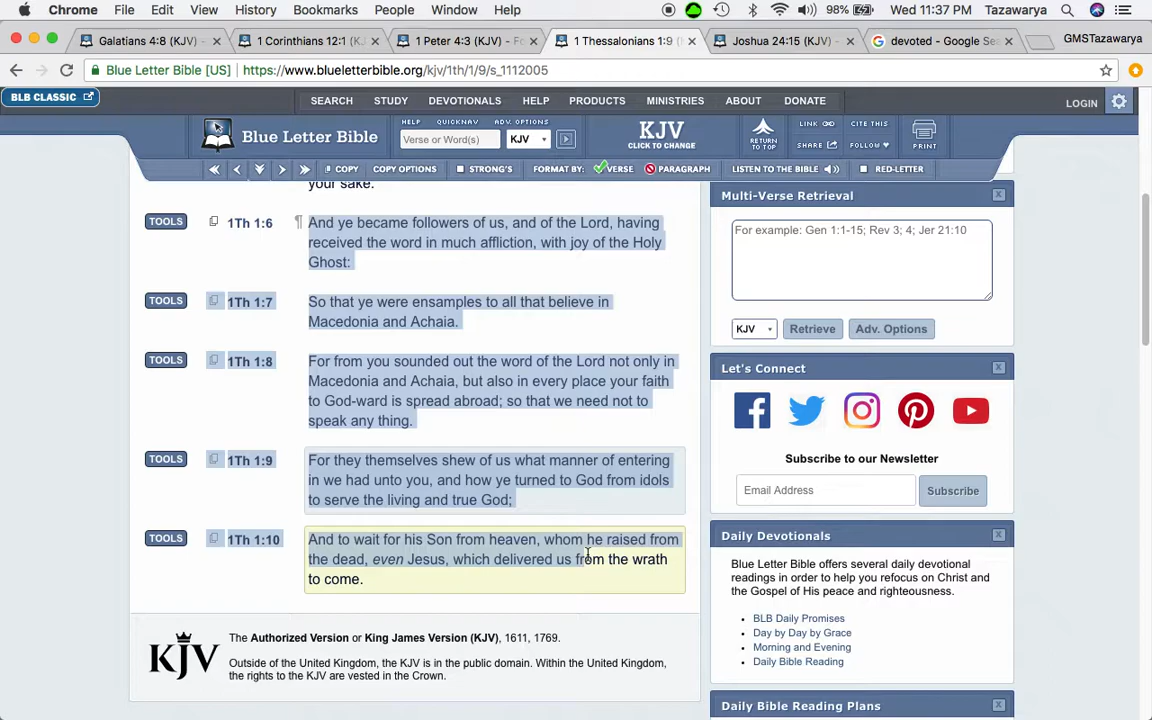 Chrome File Edit View History Bookmarks People Window Help 98% Wed 11:37 PM Tazawarya
Galatians 4:8 (KJV) × 1 Corinthians 12:1 ( × 1 Peter 4:3 (KJV) - Fo × 1 Thessalonians 1:9 ( × Joshua 24:15 (KJV) × devoted - Google Se × GMSTazawarya
Blue Letter Bible [US] https://www.blueletterbible.org/kjv/1th/1/9/s_1112005
BLB CLASSIC
SEARCH STUDY DEVOTIONALS HELP PRODUCTS MINISTRIES ABOUT DONATE LOGIN
HELP QUICKNAV ADV. OPTIONS
Blue Letter Bible Verse or Word(s) KJV
KJV
CLICK TO CHANGE
RETURN
TO TOP
LINK CITE THIS
SHARE FOLLOW
PRINT
COPY COPY OPTIONS STRONG'S FORMAT BY: VERSE PARAGRAPH LISTEN TO THE BIBLE RED-LETTER
your sake.
TOOLS 1Th 1:6 ¶ And ye became followers of us, and of the Lord, having
received the word in much affliction, with joy of the Holy
Ghost:
TOOLS 1Th 1:7 So that ye were ensamples to all that believe in
Macedonia and Achaia.
TOOLS 1Th 1:8 For from you sounded out the word of the Lord not only in
Macedonia and Achaia, but also in every place your faith
to God-ward is spread abroad; so that we need not to
speak any thing.
TOOLS 1Th 1:9 For they themselves shew of us what manner of entering
in we had unto you, and how ye turned to God from idols
to serve the living and true God;
TOOLS 1Th 1:10 And to wait for his Son from heaven, whom he raised from
the dead, even Jesus, which delivered us from the wrath
to come.
KJV
The Authorized Version or King James Version (KJV), 1611, 1769.
Outside of the United Kingdom, the KJV is in the public domain. Within the United Kingdom,
the rights to the KJV are vested in the Crown.
Multi-Verse Retrieval X
For example: Gen 1:1-15; Rev 3; 4; Jer 21:10
KJV Retrieve Adv. Options
Let's Connect X
Subscribe to our Newsletter
Email Address Subscribe
Daily Devotionals X
Blue Letter Bible offers several daily devotional
readings in order to help you refocus on Christ and
the Gospel of His peace and righteousness.
• BLB Daily Promises
• Day by Day by Grace
• Morning and Evening
• Daily Bible Reading
Daily Bible Reading Plans X